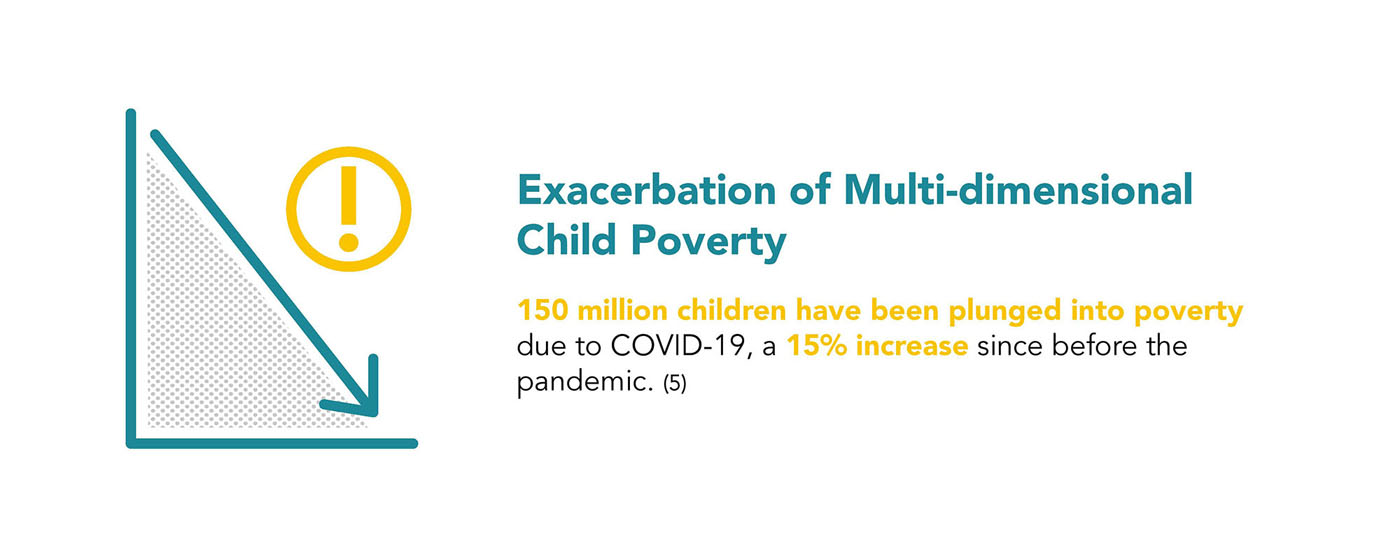 Exacerbation of Multi-dimensional
Child Poverty
150 million children have been plunged into poverty
due to COVID-19, a 15% increase since before the
pandemic. (5)